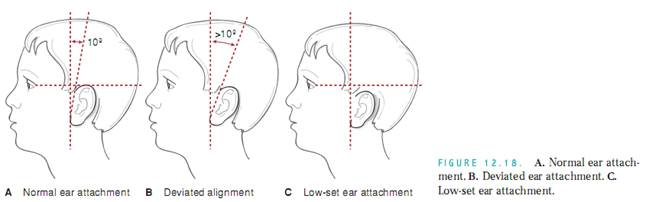 10º
>10º
A Normal ear attachment B Deviated alignment C Low-set ear attachment
FIGURE 12.18. A. Normal ear attach-
ment. B. Deviated ear attachment. C.
Low-set ear attachment.